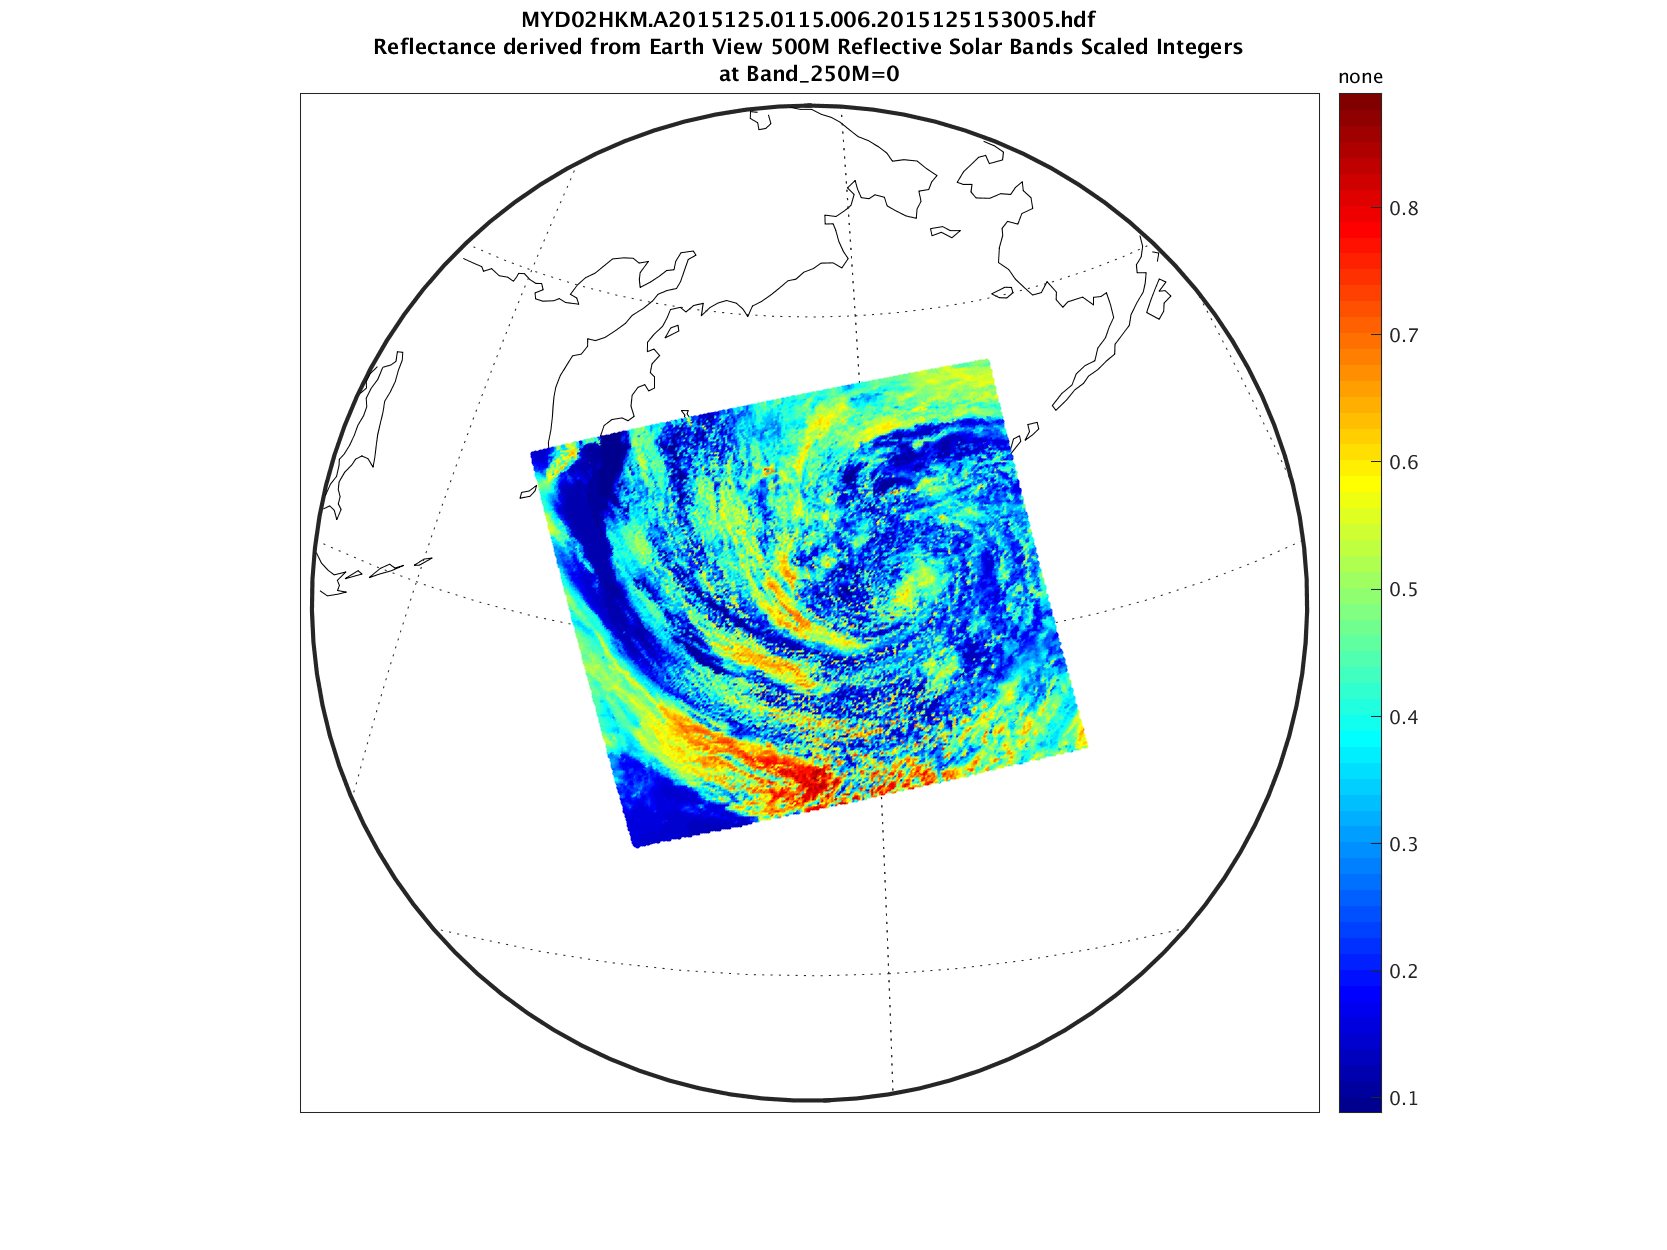 MYD02HKM.A2015125.0115.006.2015125153005.hdf
Reflectance derived from Earth View 500M Reflective Solar Bands Scaled Integers
at Band_250M=0
none
0.8
0.7
0.6
0.5
0.4
0.3
0.2
0.1